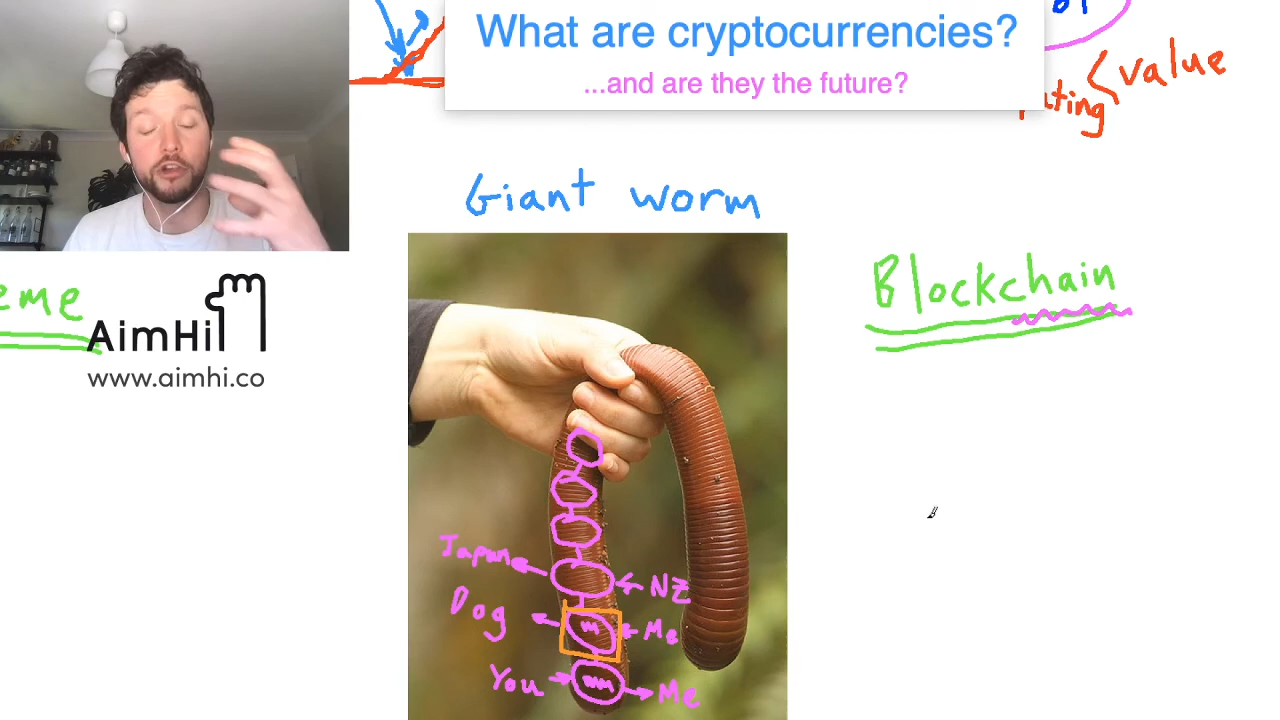 What are cryptocurrencies?
...and are they the future?
value
Giant worm
Blockchain
AimHi
www.aimhi.co
Japan
NZ
Dog
m
Me
You
mm
Me